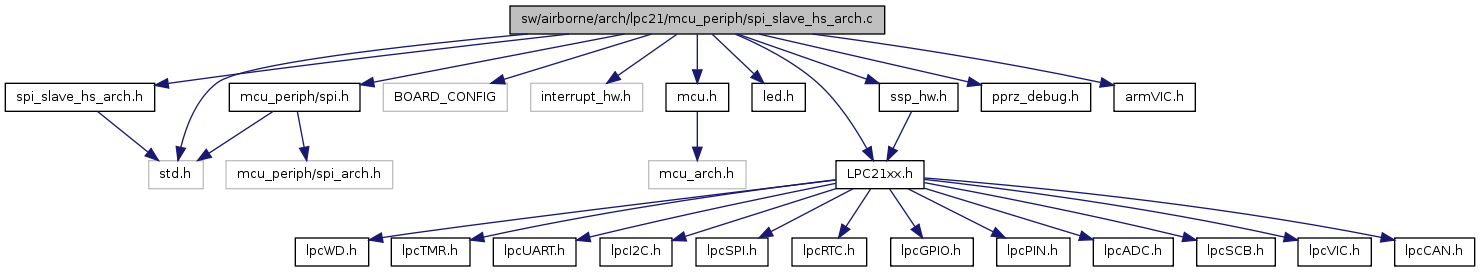 sw/airborne/arch/lpc21/mcu_periph/spi_slave_hs_arch.c
spi_slave_hs_arch.h
mcu_periph/spi.h
BOARD_CONFIG
interrupt_hw.h
mcu.h
led.h
ssp_hw.h
pprz_debug.h
armVIC.h
std.h
mcu_periph/spi_arch.h
mcu_arch.h
LPC21xx.h
lpcWD.h
lpcTMR.h
lpcUART.h
lpcI2C.h
lpcSPI.h
lpcRTC.h
lpcGPIO.h
lpcPIN.h
lpcADC.h
lpcSCB.h
lpcVIC.h
lpcCAN.h